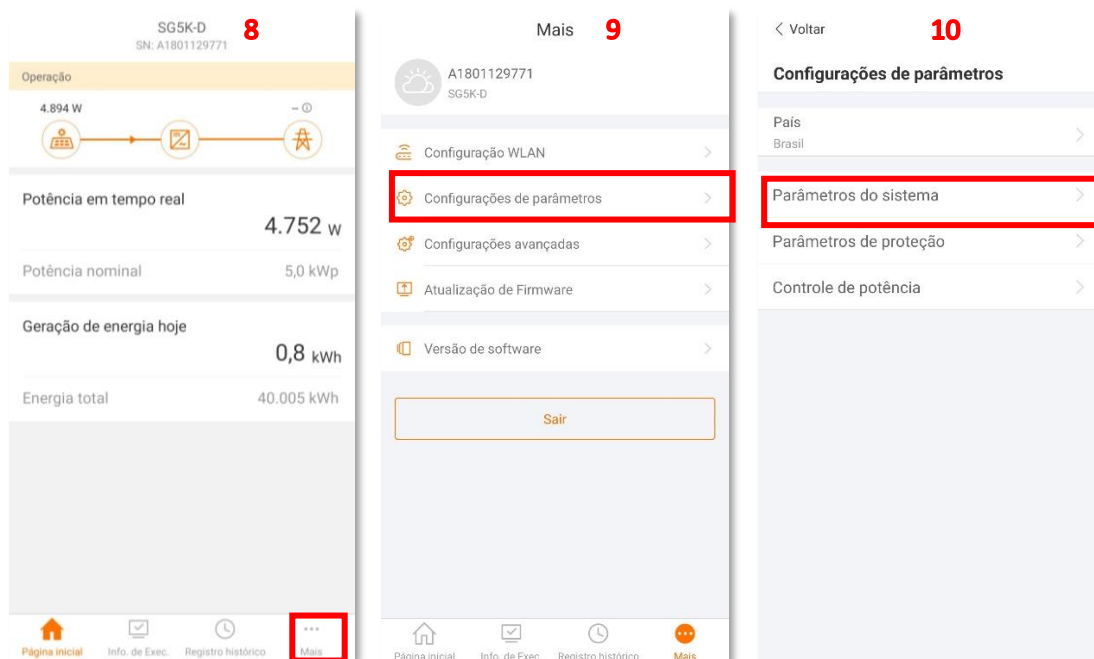 SG5K-D
8
SN: A1801129771
Operação
4.894 W
--
Potência em tempo real
4.752 W
Potência nominal
5,0 kWp
Geração de energia hoje
0,8 kWh
Energia total
40.005 kWh
Página inicial
Info. de Exec.
Registro histórico
Mais
Mais
9
A1801129771
SG5K-D
Configuração WLAN
Configurações de parâmetros
Configurações avançadas
Atualização de Firmware
Versão de software
Sair
Página inicial
Info. de Exec.
Registro histórico
Mais
Voltar
10
Configurações de parâmetros
País
Brasil
Parâmetros do sistema
Parâmetros de proteção
Controle de potência